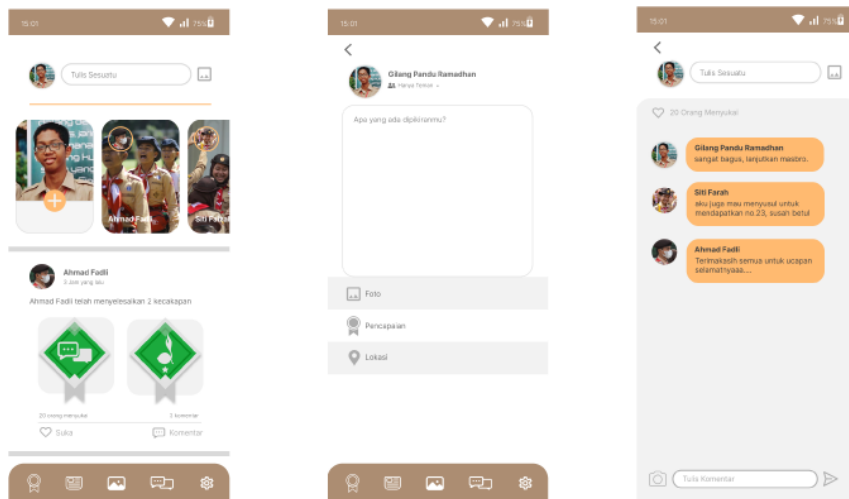 15:01
75%
Tulis Sesuatu
Ahmad Fadli
Siti Farah
Ahmad Fadli
3 Jam yang lalu
Ahmad Fadli telah menyelesaikan 2 kecakapan
20 orang menyukai
3 komentar
Suka
Komentar
15:01
75%
Gilang Pandu Ramadhan
Hanya Teman
Apa yang ada dipikiranmu?
Foto
Pencapaian
Lokasi
15:01
75%
Tulis Sesuatu
20 Orang Menyukai
Gilang Pandu Ramadhan
sangat bagus, lanjutkan masbro.
Siti Farah
aku juga mau menyusul untuk
mendapatkan no.23, susah betul
Ahmad Fadli
Terimakasih semua untuk ucapan
selamatnyaaa....
Tulis Komentar